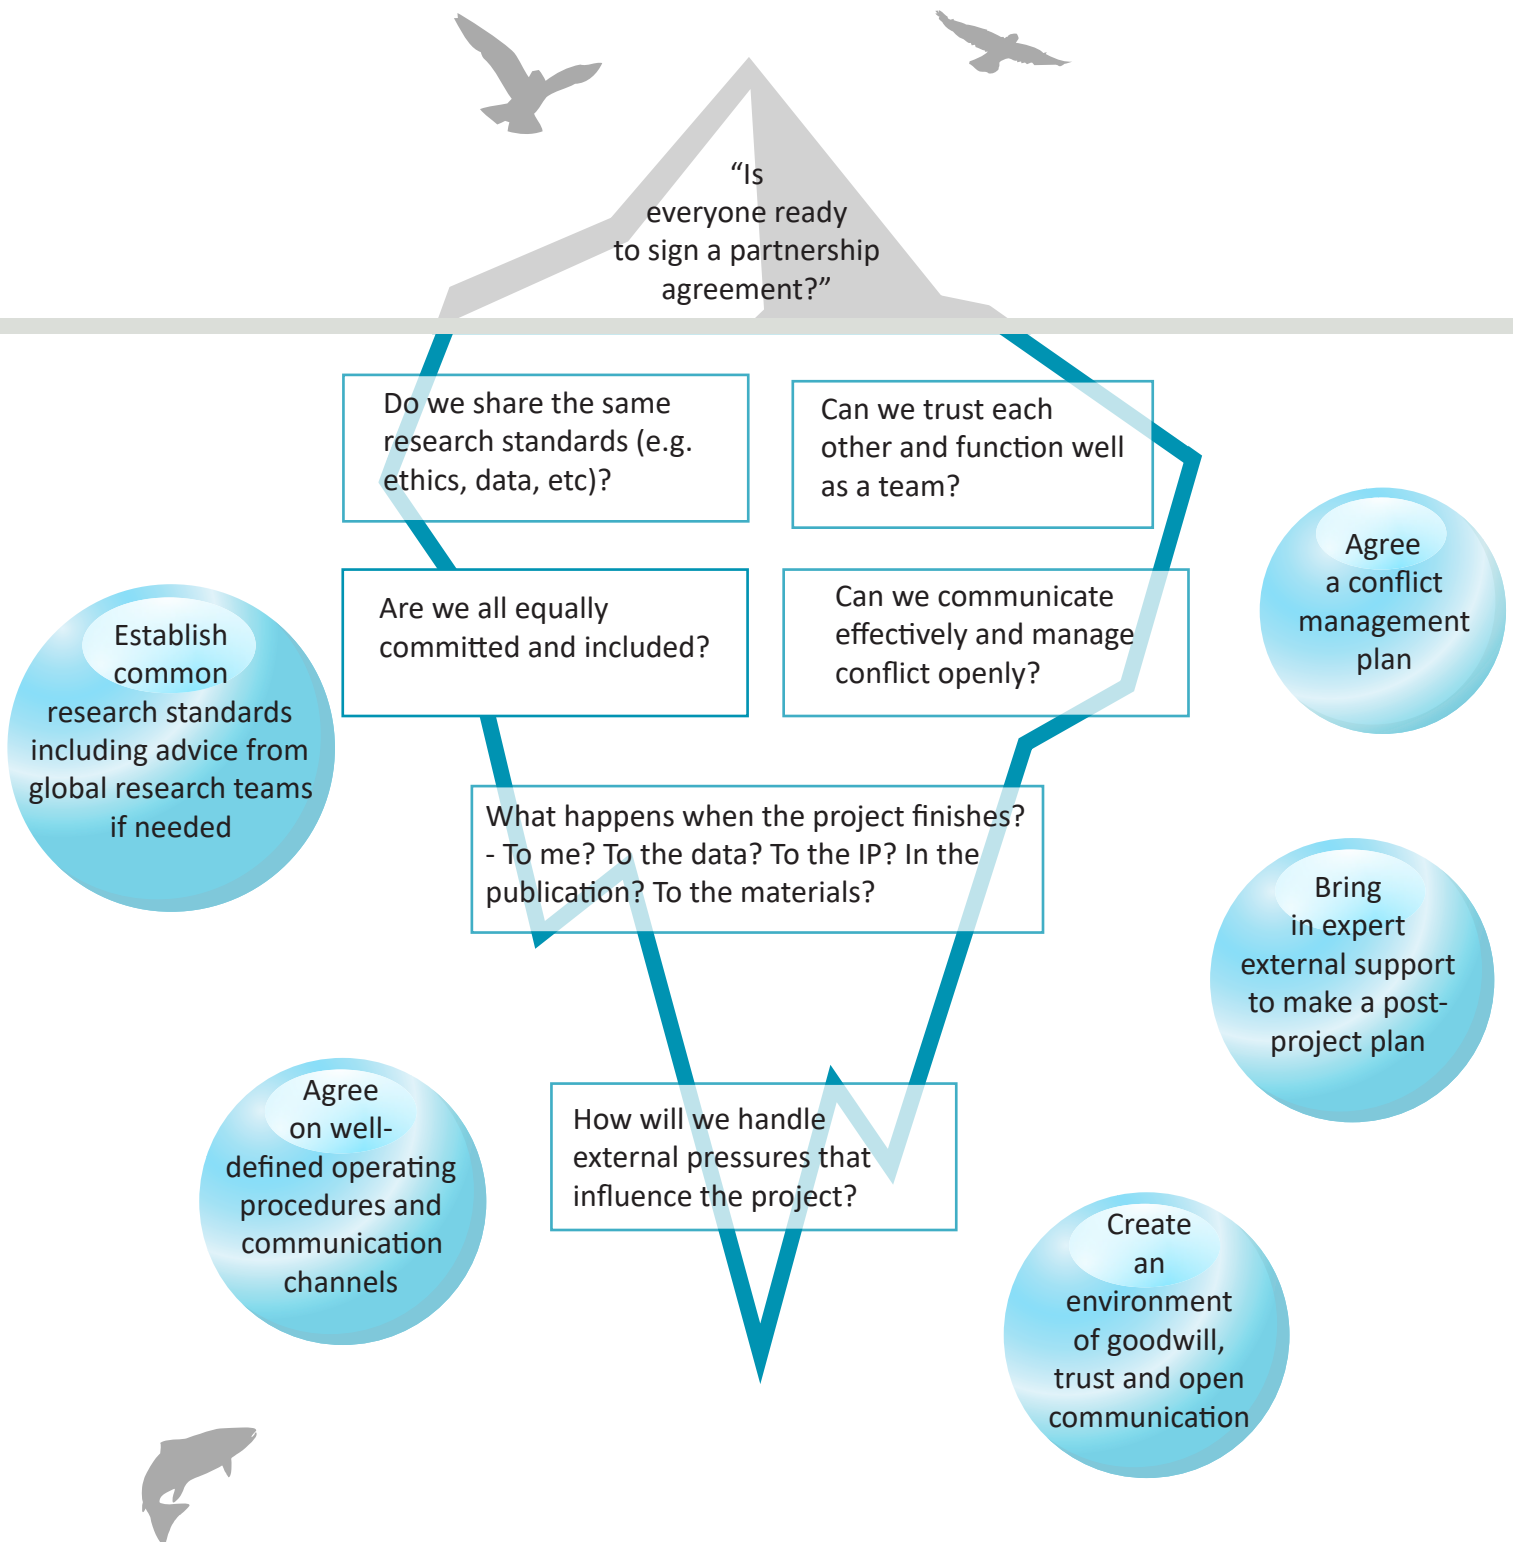 “Is
everyone ready
to sign a partnership
agreement?”
Do we share the same
research standards (e.g.
ethics, data, etc)?
Can we trust each
other and function well
as a team?
Are we all equally
committed and included?
Can we communicate
effectively and manage
conflict openly?
Agree
a conflict
management
plan
Establish
common
research standards
including advice from
global research teams
if needed
What happens when the project finishes?
- To me? To the data? To the IP? In the
publication? To the materials?
Bring
in expert
external support
to make a post-
project plan
Agree
on well-
defined operating
procedures and
communication
channels
How will we handle
external pressures that
influence the project?
Create
an
environment
of goodwill,
trust and open
communication